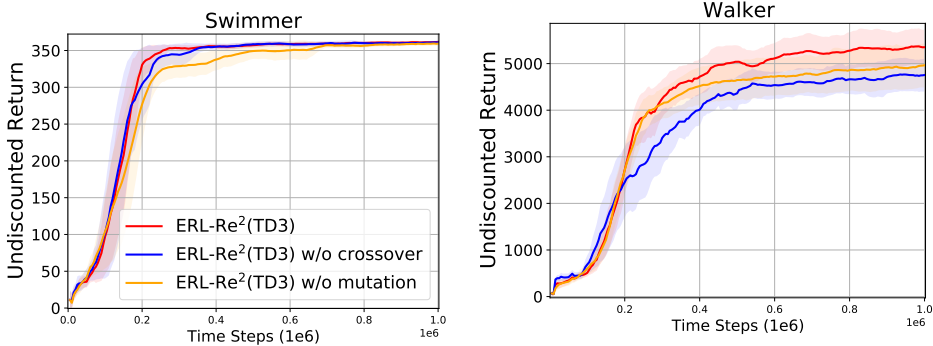 Swimmer
Undiscounted Return
350
300
250
200
150
100
50
0
ERL-Re²(TD3)
ERL-Re²(TD3) w/o crossover
ERL-Re²(TD3) w/o mutation
0.0 0.2 0.4 0.6 0.8 1.0
1e6
Time Steps (1e6)
Walker
Undiscounted Return
5000
4000
3000
2000
1000
0
0.2 0.4 0.6 0.8 1.0
1e6
Time Steps (1e6)